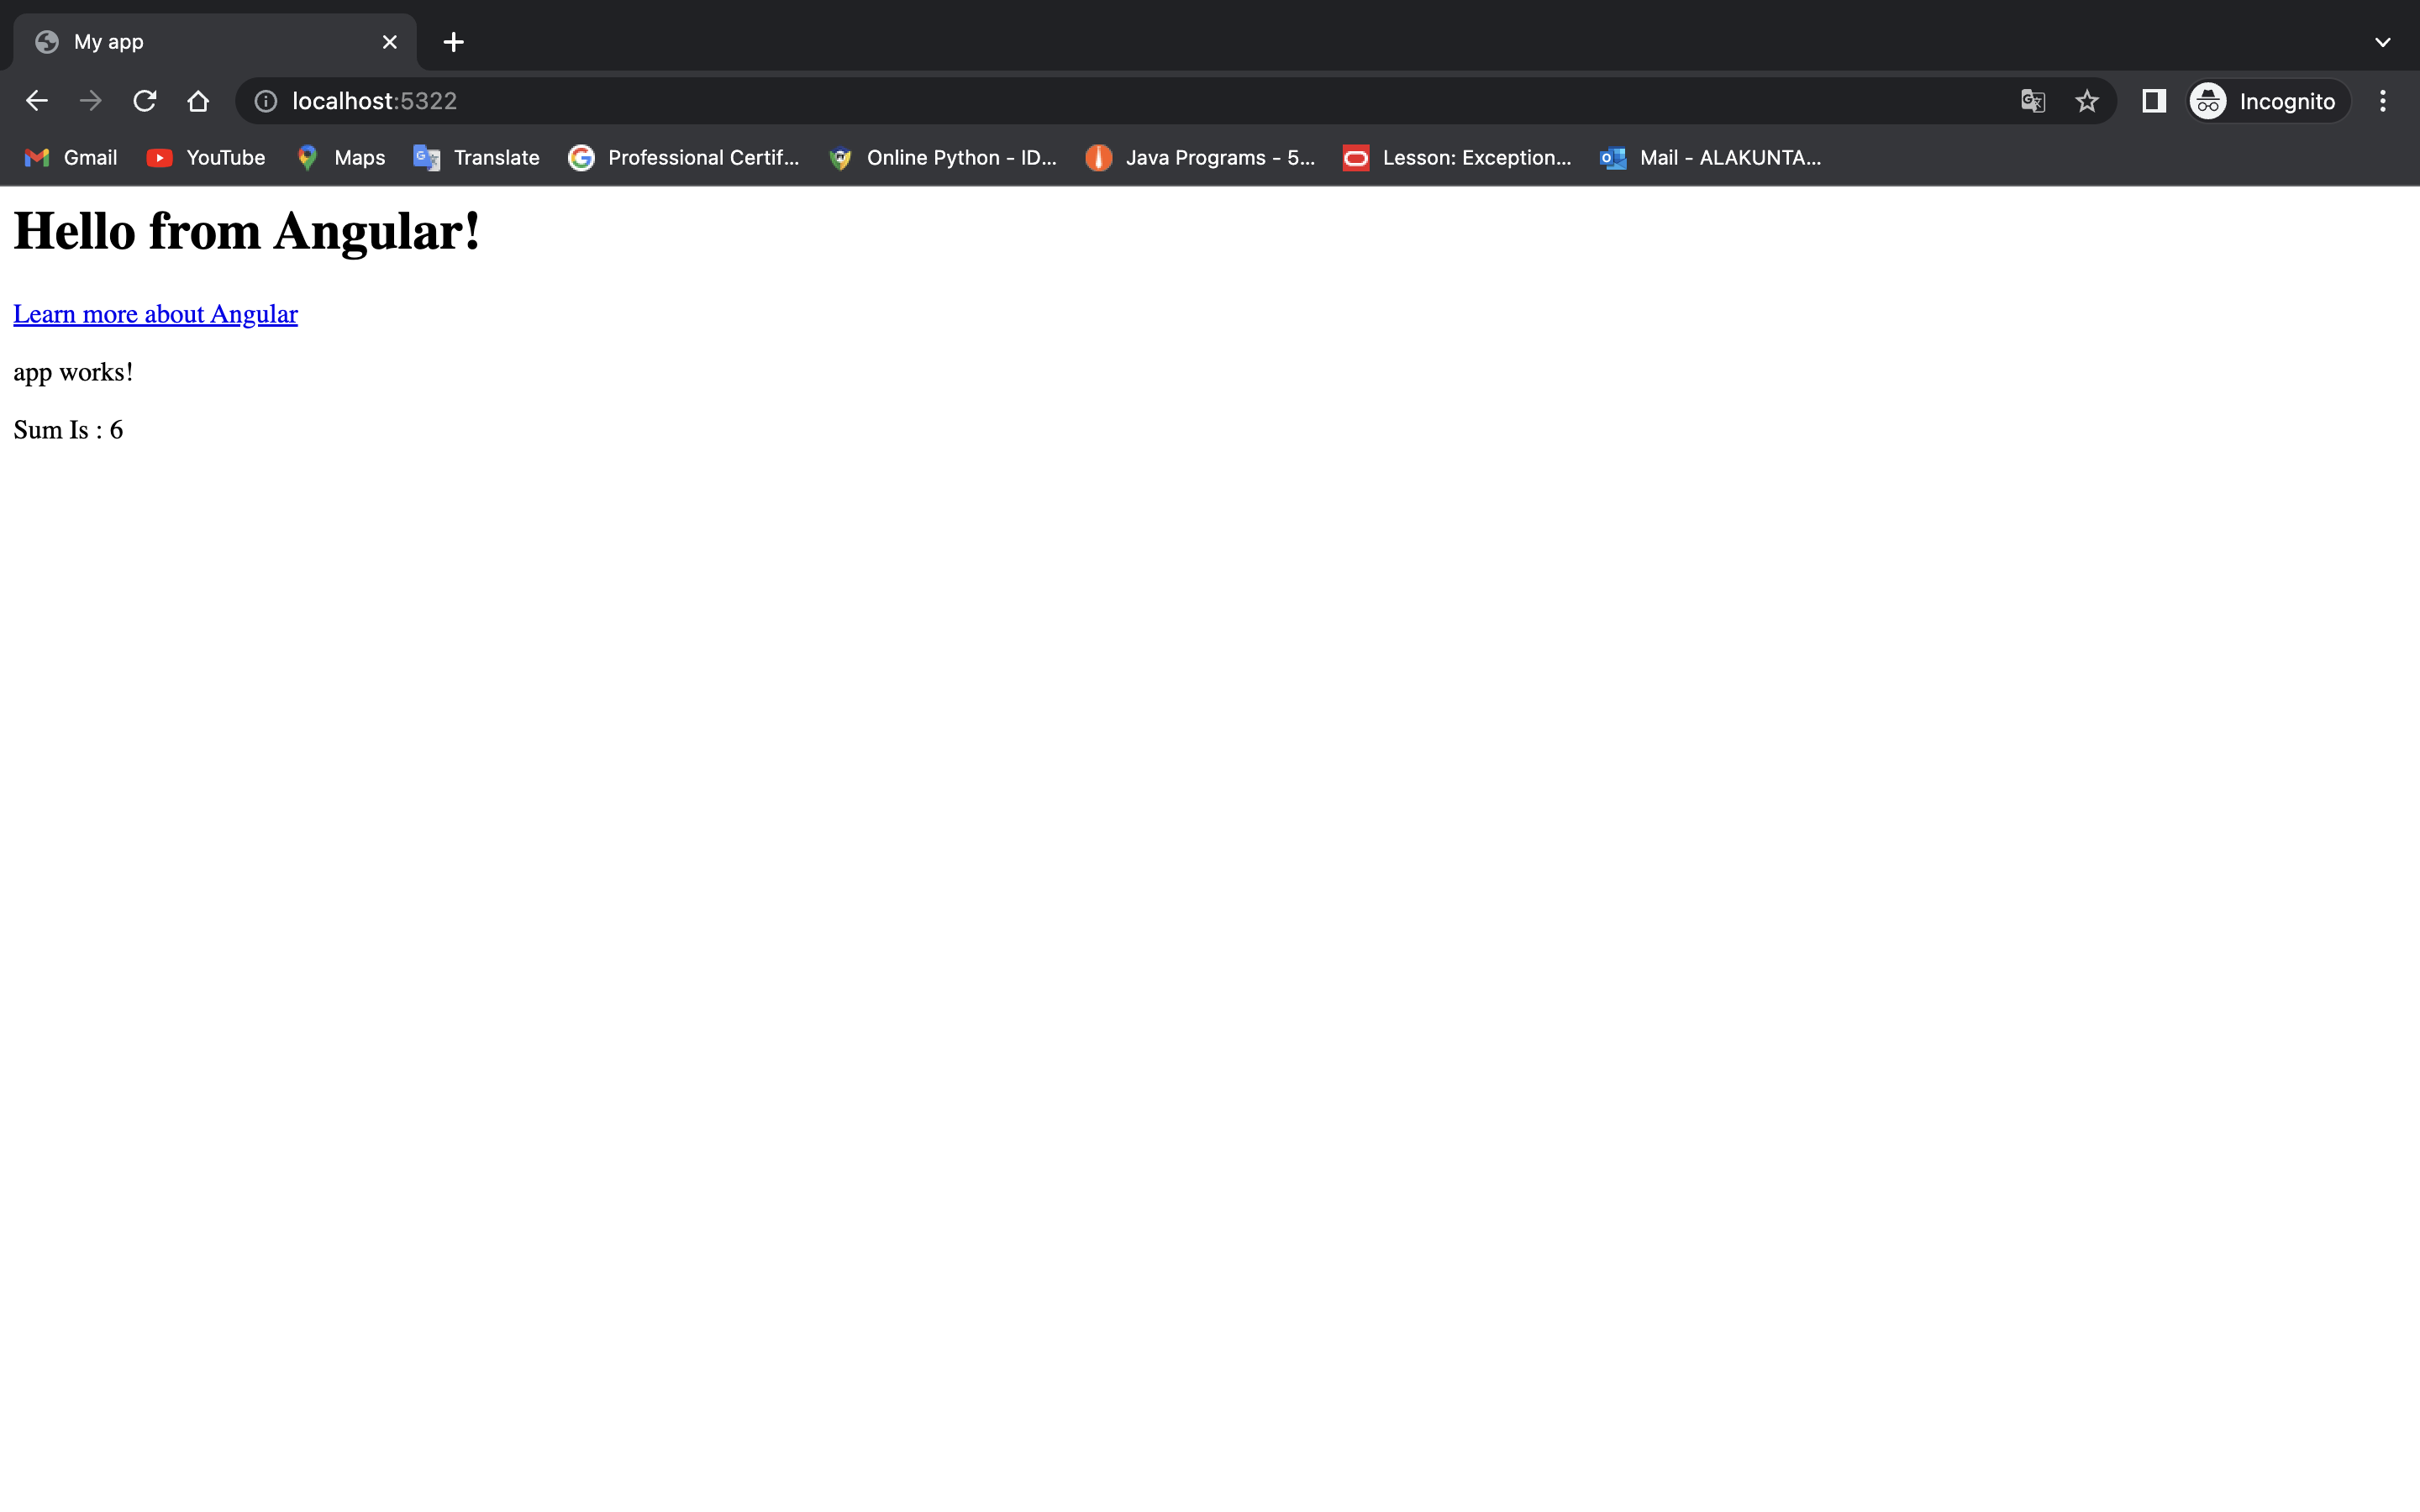 My app
localhost:5322
Incognito
Gmail YouTube Maps Translate Professional Certif... Online Python - ID... Java Programs - 5... Lesson: Exception... Mail - ALAKUNTA...
Hello from Angular!
Learn more about Angular
app works!
Sum Is : 6